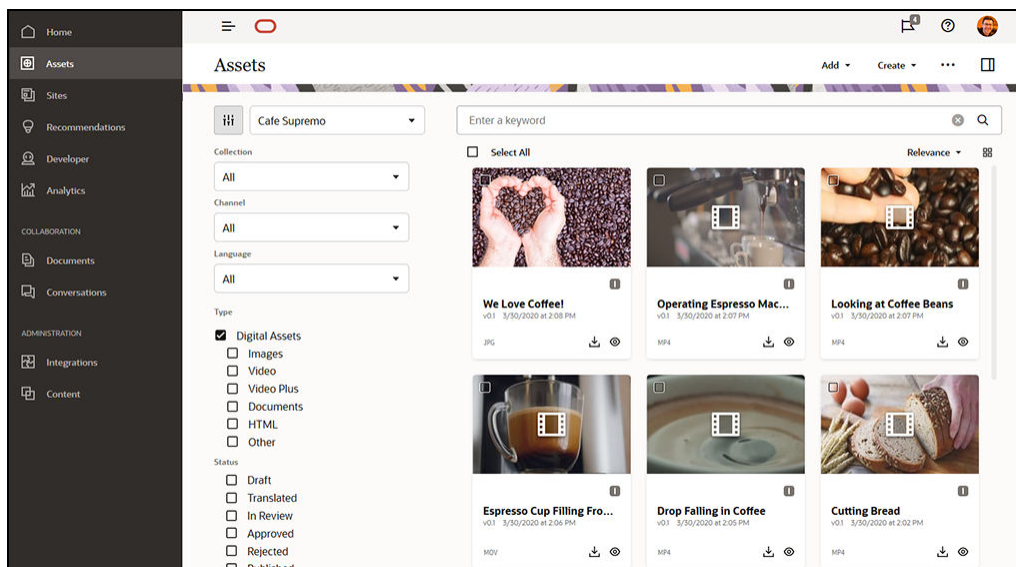 Home
Assets
Sites
Recommendations
Developer
Analytics
COLLABORATION
Documents
Conversations
ADMINISTRATION
Integrations
Content
4
Assets
Add
Create
Cafe Supremo
Enter a keyword
Collection
All
Channel
All
Language
All
Type
Digital Assets
Images
Video
Video Plus
Documents
HTML
Other
Status
Draft
Translated
In Review
Approved
Rejected
Published
Select All
Relevance
We Love Coffee!
v0.1 3/30/2020 at 2:08 PM
JPG
Operating Espresso Mac...
v0.1 3/30/2020 at 2:07 PM
MP4
Looking at Coffee Beans
v0.1 3/30/2020 at 2:07 PM
MP4
Espresso Cup Filling Fro...
v0.1 3/30/2020 at 2:06 PM
MOV
Drop Falling in Coffee
v0.1 3/30/2020 at 2:05 PM
MP4
Cutting Bread
v0.1 3/30/2020 at 2:02 PM
MP4